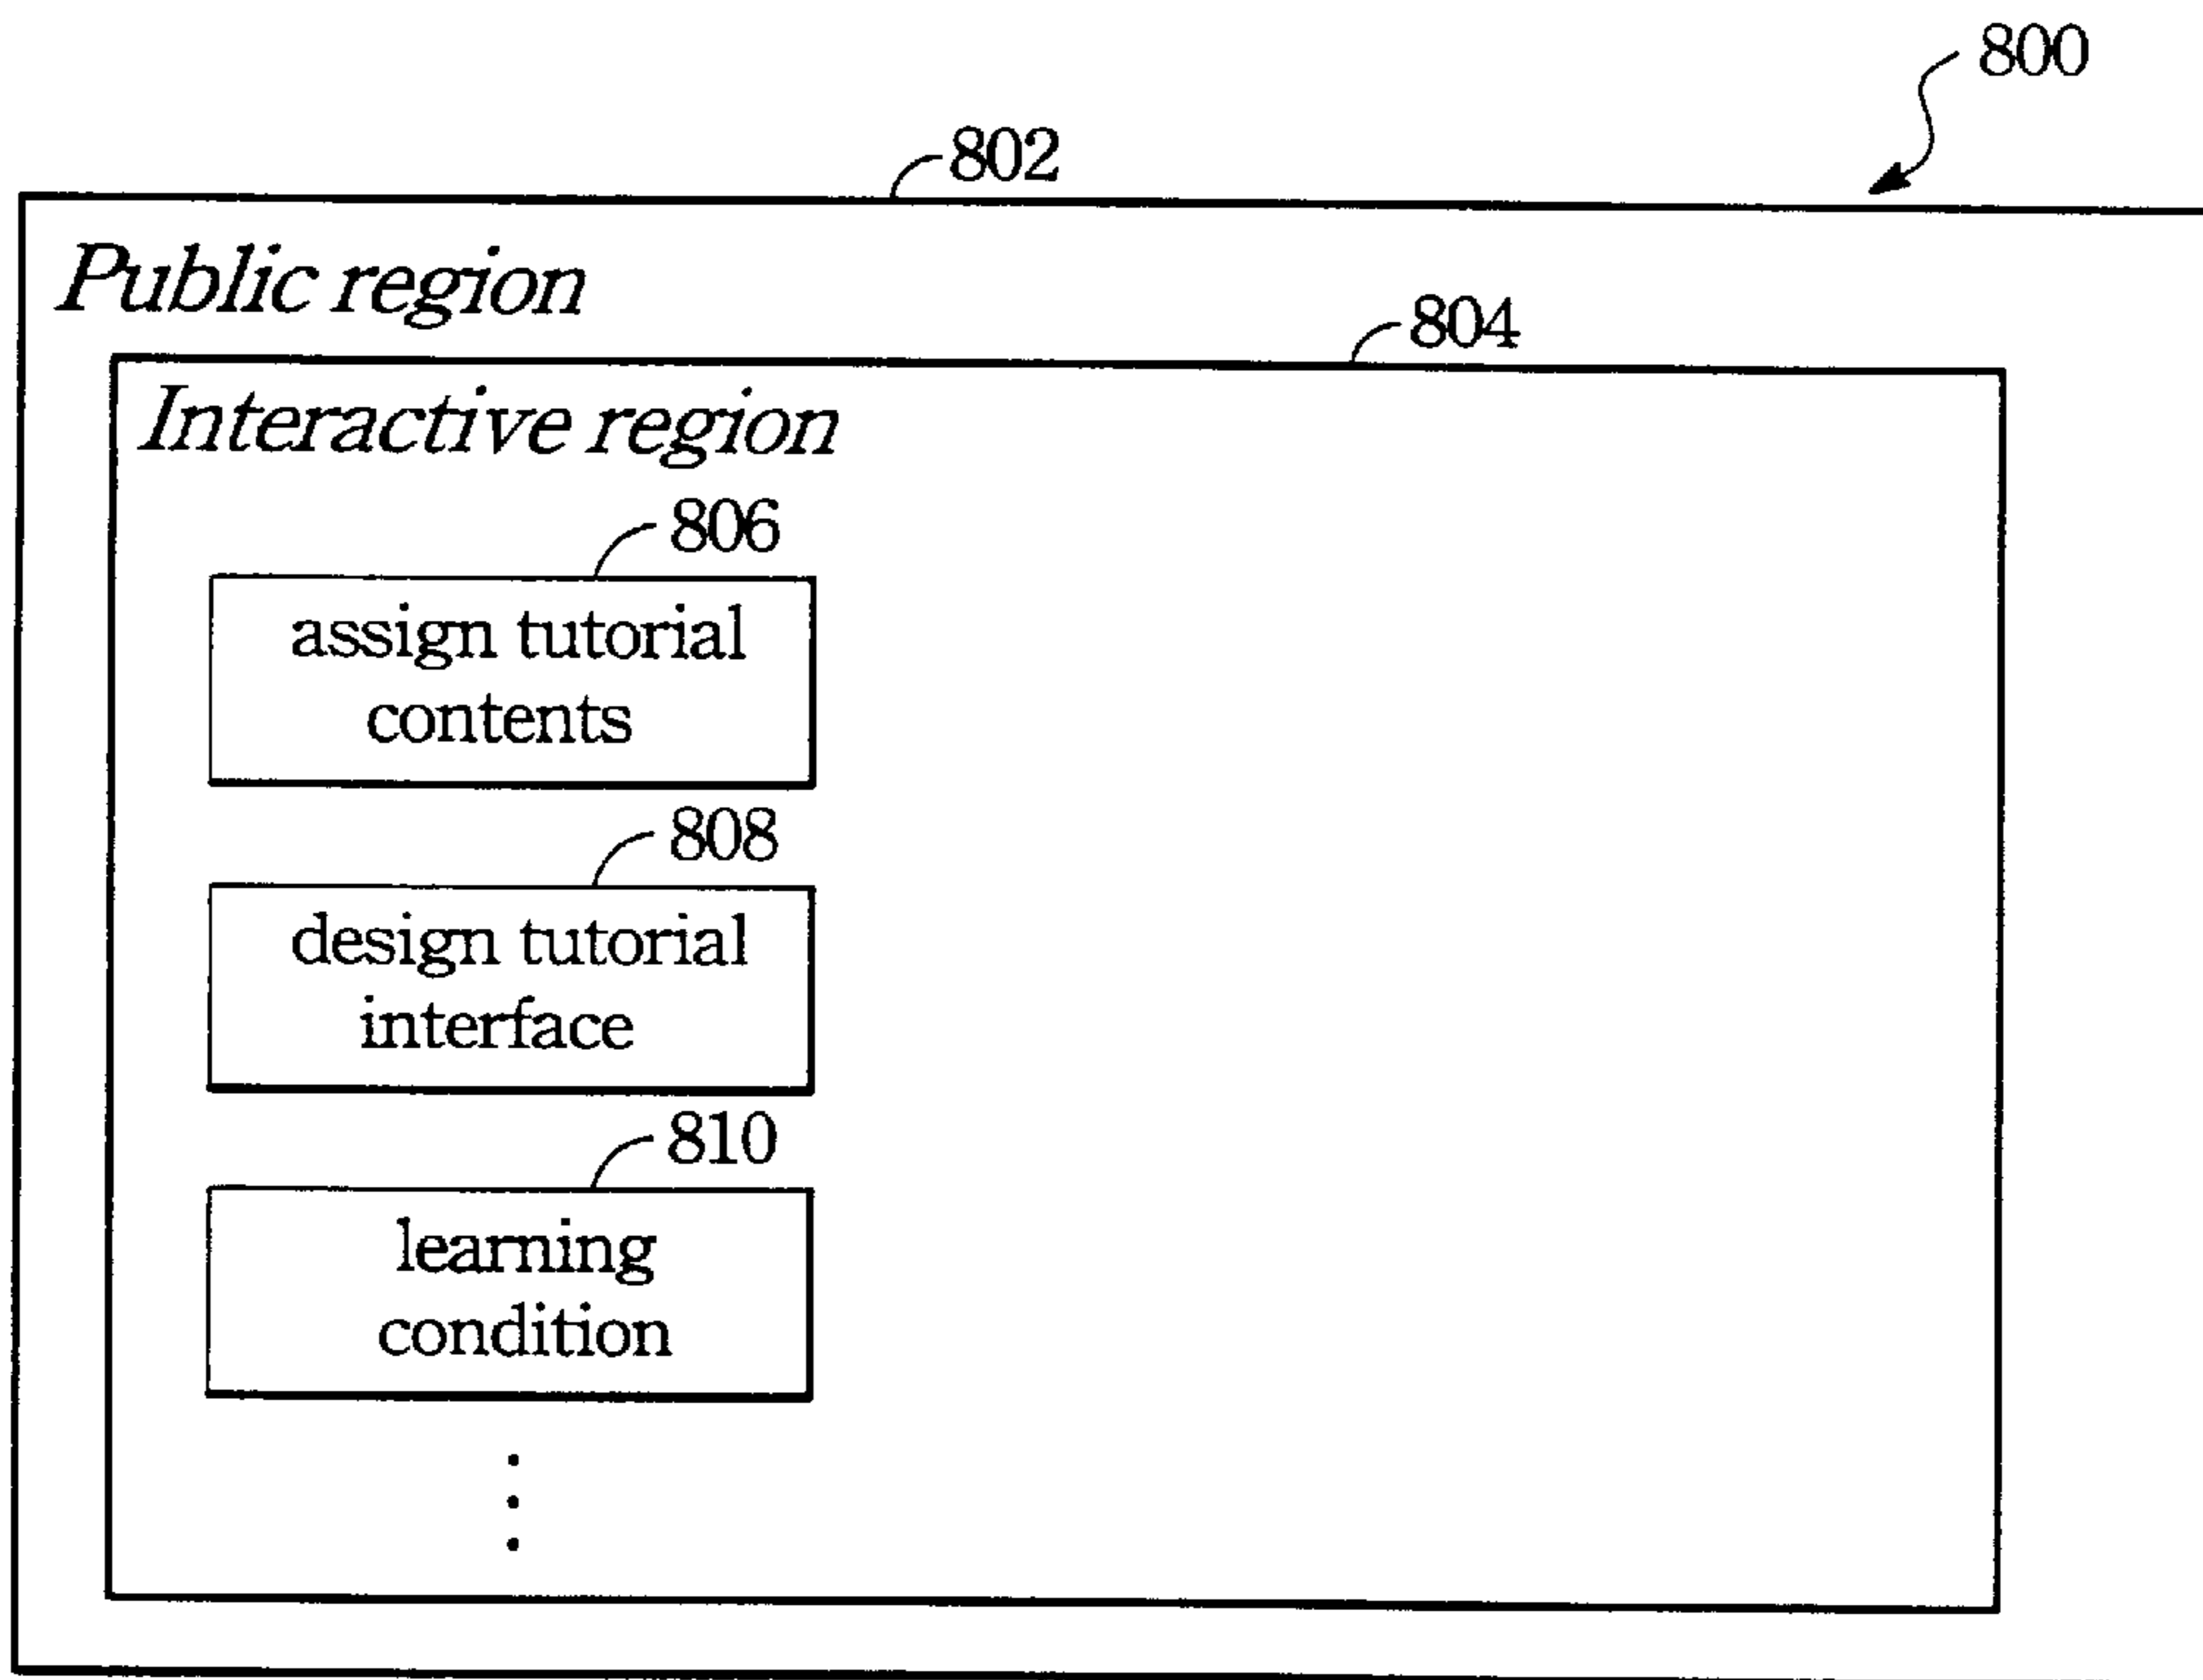 800
802
Public region
804
Interactive region
806
assign tutorial
contents
808
design tutorial
interface
810
learning
condition